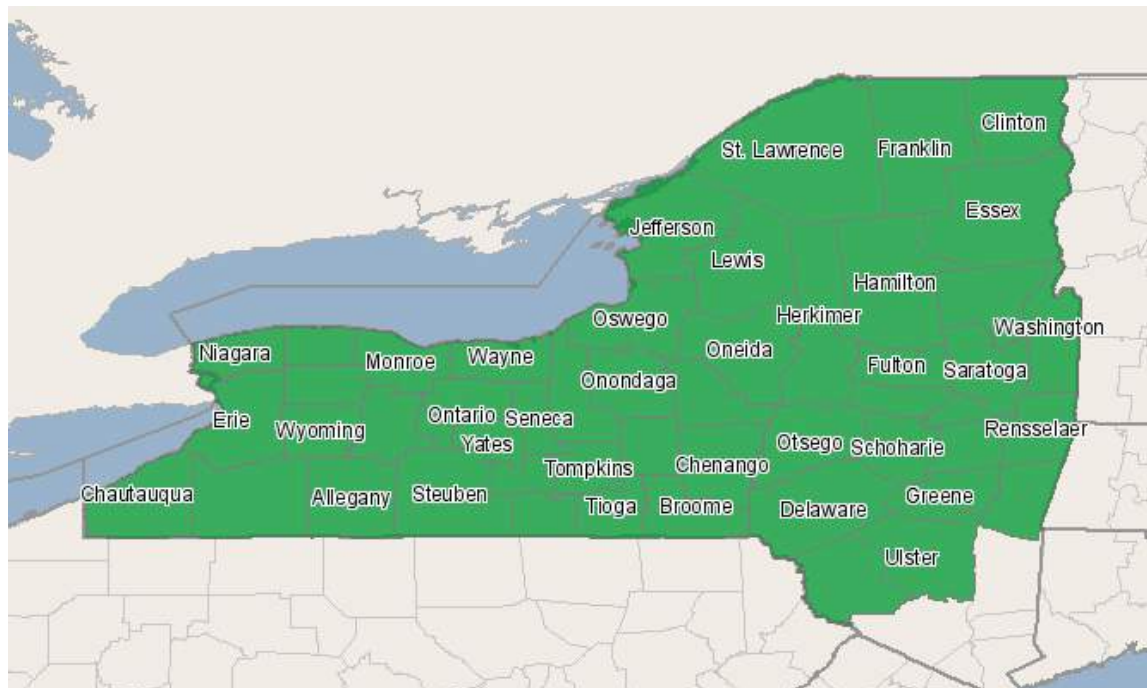 Clinton
St. Lawrence
Franklin
Essex
Jefferson
Lewis
Hamilton
Oswego
Herkimer
Washington
Niagara
Monroe
Wayne
Oneida
Fulton
Saratoga
Onondaga
Erie
Wyoming
Ontario
Seneca
Yates
Otsego
Schoharie
Rensselaer
Chautauqua
Allegany
Steuben
Tompkins
Chenango
Tioga
Broome
Delaware
Greene
Ulster